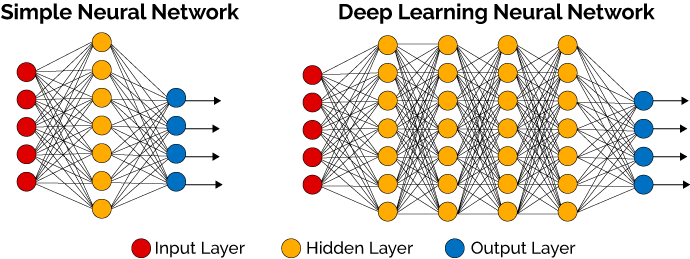 Simple Neural Network
Deep Learning Neural Network
Input Layer
Hidden Layer
Output Layer